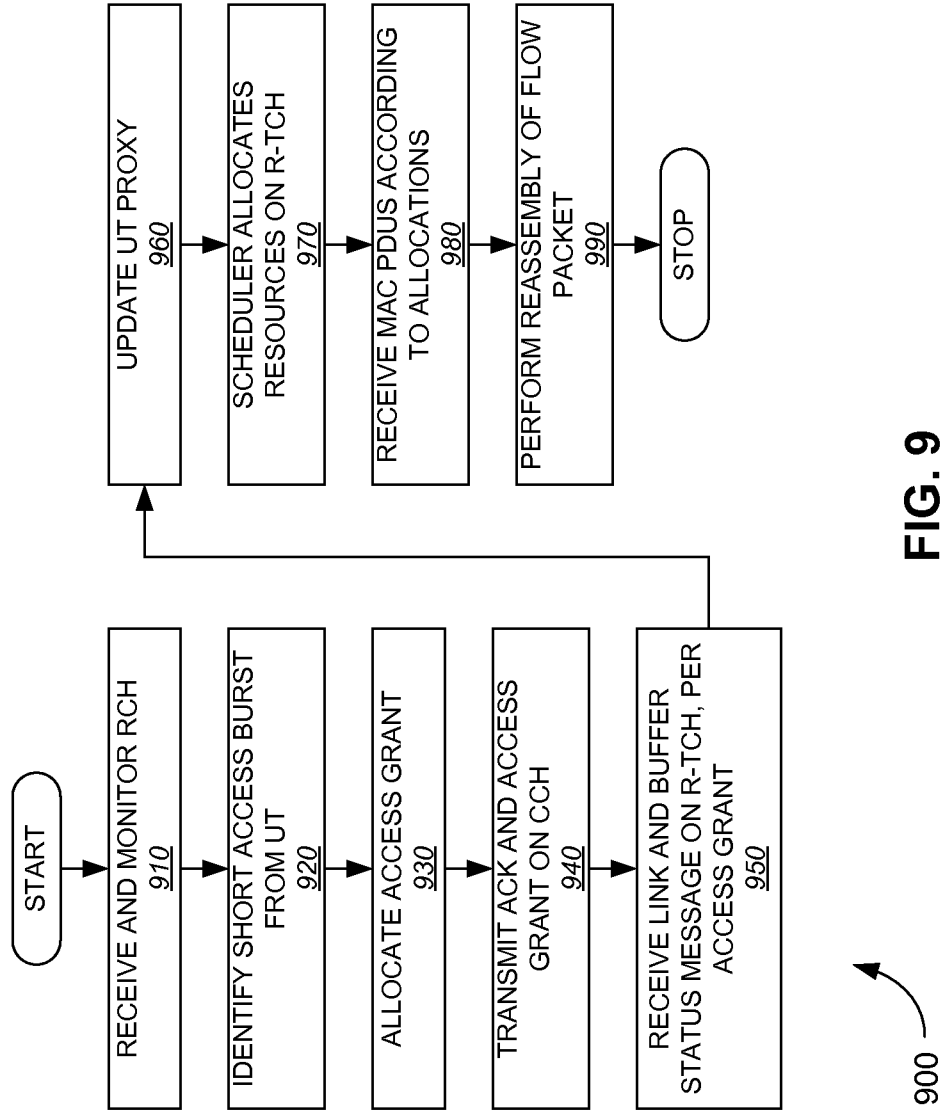 START
RECEIVE AND MONITOR RCH
910
IDENTIFY SHORT ACCESS BURST
FROM UT
920
ALLOCATE ACCESS GRANT
930
TRANSMIT ACK AND ACCESS
GRANT ON CCH
940
RECEIVE LINK AND BUFFER
STATUS MESSAGE ON R-TCH, PER
ACCESS GRANT
950
UPDATE UT PROXY
960
SCHEDULER ALLOCATES
RESOURCES ON R-TCH
970
RECEIVE MAC PDUS ACCORDING
TO ALLOCATIONS
980
PERFORM REASSEMBLY OF FLOW
PACKET
990
STOP
900
FIG. 9